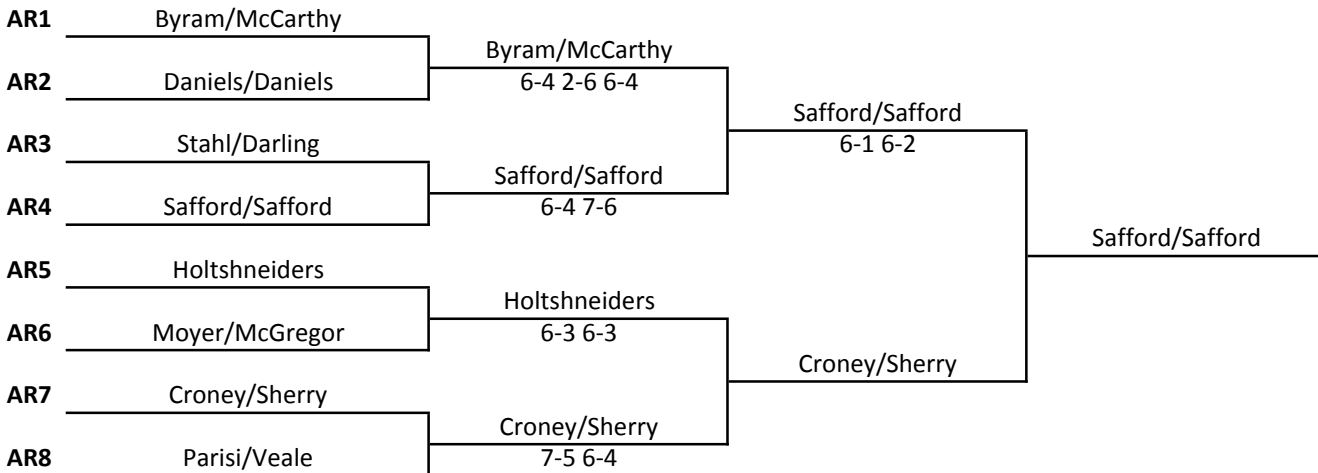 AR1 Byram/McCarthy
Byram/McCarthy
AR2 Daniels/Daniels 6-4 2-6 6-4
Safford/Safford
AR3 Stahl/Darling 6-1 6-2
Safford/Safford
AR4 Safford/Safford 6-4 7-6
Safford/Safford
AR5 Holtshneiders
Holtshneiders
AR6 Moyer/McGregor 6-3 6-3
Croney/Sherry
AR7 Croney/Sherry
Croney/Sherry
AR8 Parisi/Veale 7-5 6-4